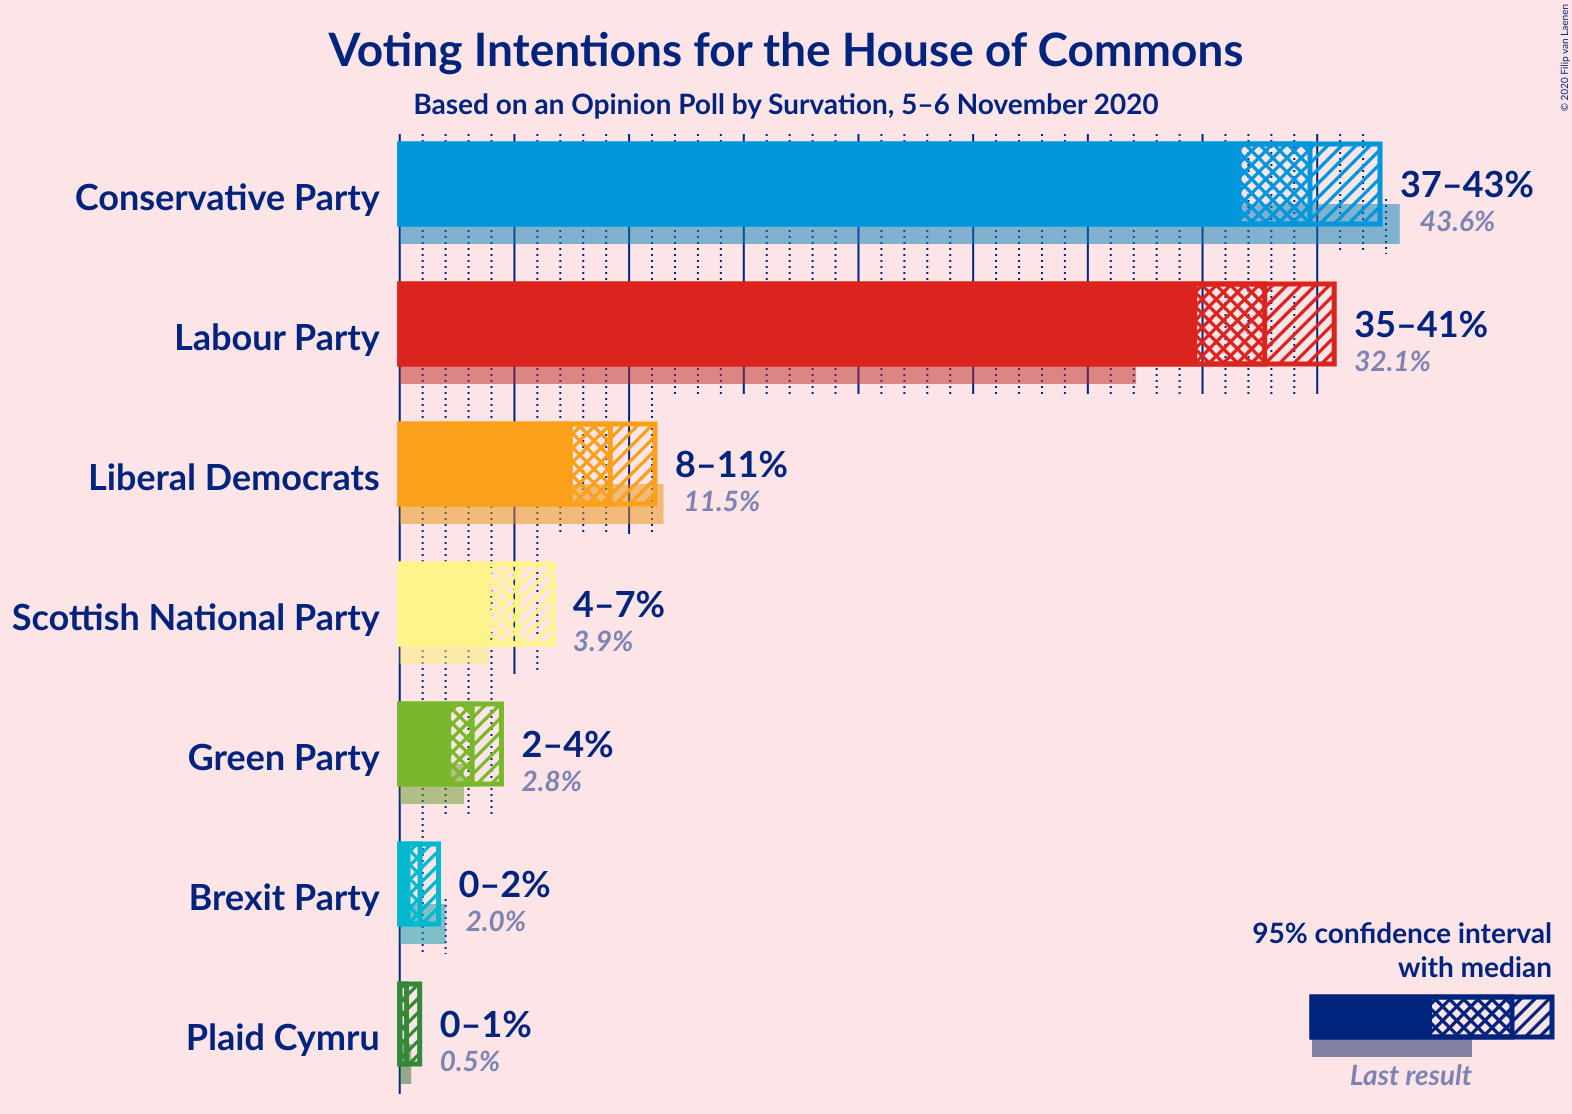 Voting Intentions for the House of Commons
Based on an Opinion Poll by Survation, 5–6 November 2020
© 2020 Filip van Laenen
Conservative Party
37–43%
43.6%
Labour Party
35–41%
32.1%
Liberal Democrats
8–11%
11.5%
Scottish National Party
4–7%
3.9%
Green Party
2–4%
2.8%
Brexit Party
0–2%
2.0%
Plaid Cymru
0–1%
0.5%
95% confidence interval
with median
Last result